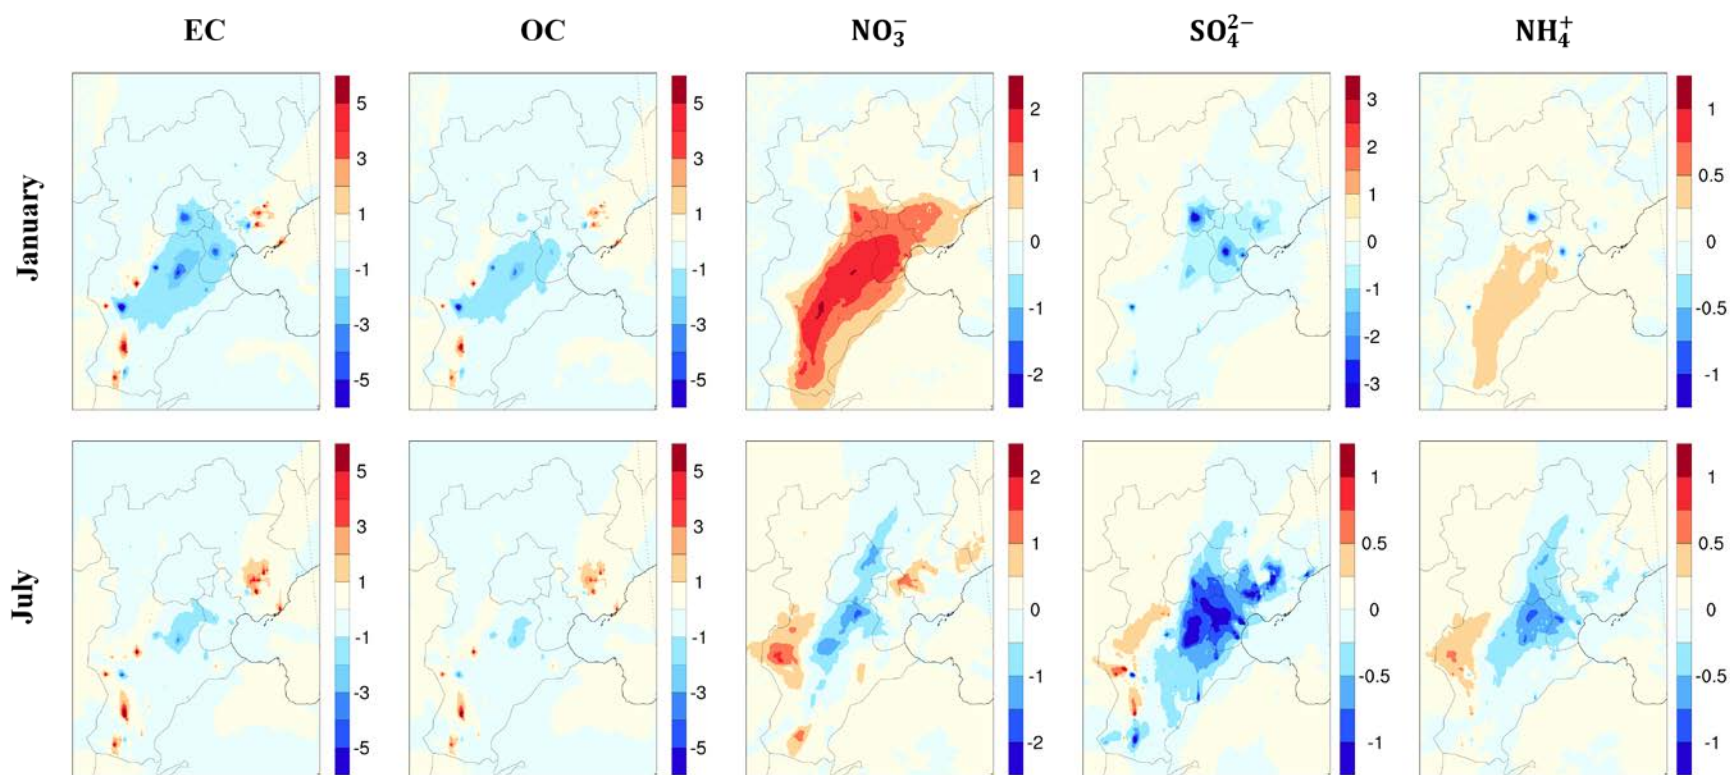 EC OC NO₃⁻ SO₄²⁻ NH₄⁺
January
5 5 2 3 1
3 3 1 2 0.5
1 1 0 1 0
-1 -1 -1 0 -0.5
-3 -3 -2 -1 -1
-5 -5 -2
-3
July
5 5 2 1 1
3 3 1 0.5 0.5
1 1 0 0 0
-1 -1 -1 -0.5 -0.5
-3 -3 -2 -1 -1
-5 -5